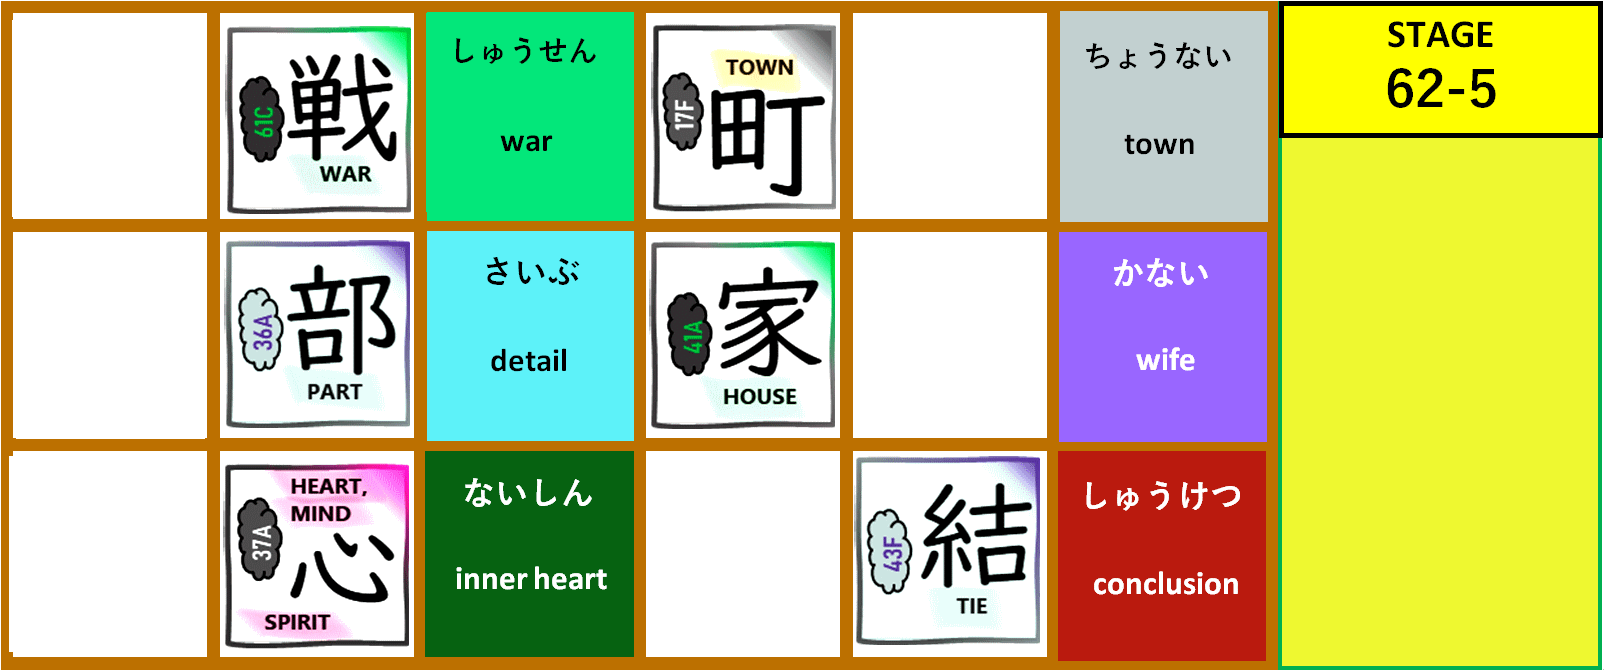 61C
戦
WAR
しゅうせん
war
TOWN
17F
町
ちょうない
town
STAGE
62-5
36A
部
PART
さいぶ
detail
41A
家
HOUSE
かない
wife
HEART,
MIND
37A
心
SPIRIT
ないしん
inner heart
43F
結
TIE
しゅうけつ
conclusion